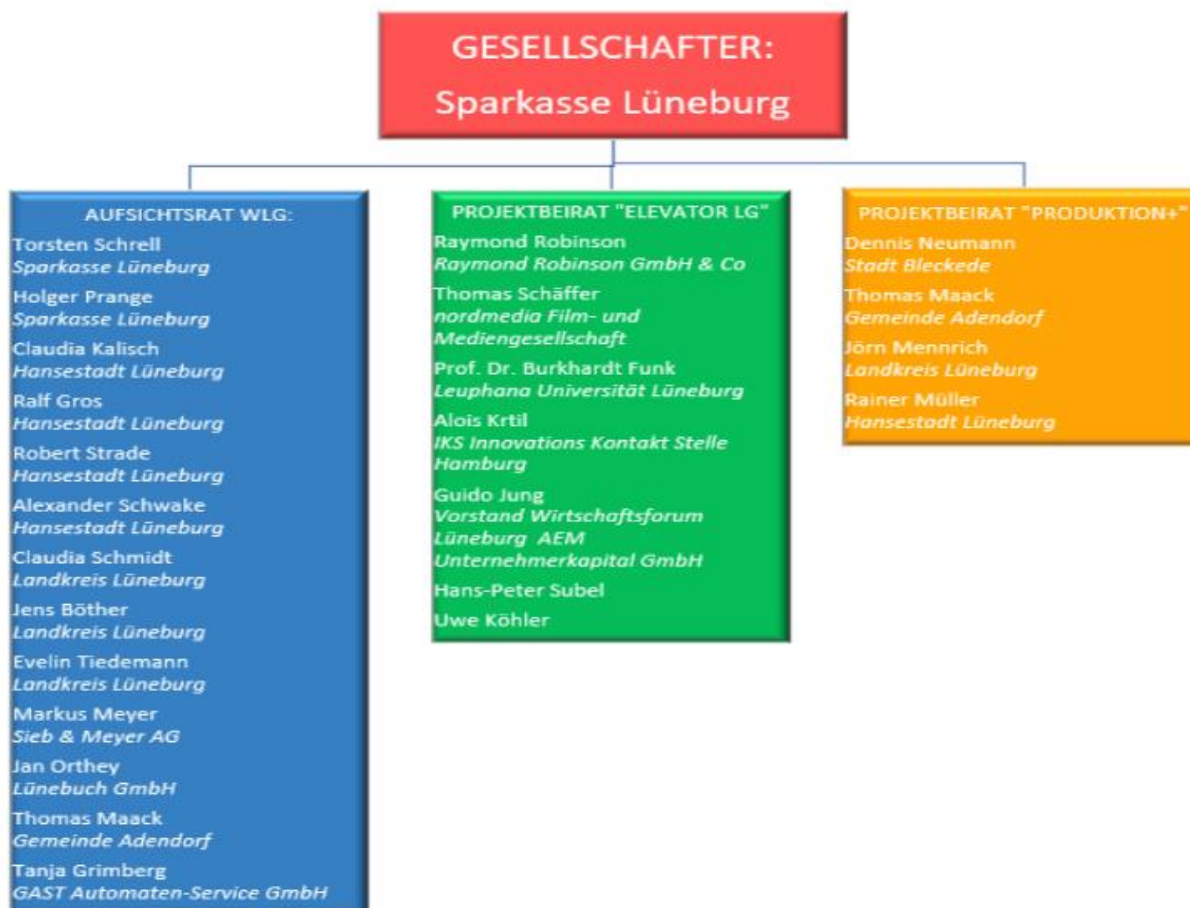 GESELLSCHAFTER:
Sparkasse Lüneburg
AUFSICHTSRAT WLG:
Torsten Schrell
Sparkasse Lüneburg
Holger Prange
Sparkasse Lüneburg
Claudia Kalisch
Hansestadt Lüneburg
Ralf Gros
Hansestadt Lüneburg
Robert Strade
Hansestadt Lüneburg
Alexander Schwake
Hansestadt Lüneburg
Claudia Schmidt
Landkreis Lüneburg
Jens Böther
Landkreis Lüneburg
Evelin Tiedemann
Landkreis Lüneburg
Markus Meyer
Sieb & Meyer AG
Jan Orthey
Lünebuch GmbH
Thomas Maack
Gemeinde Adendorf
Tanja Grimberg
GAST Automaten-Service GmbH
PROJEKTBEIRAT "ELEVATOR LG"
Raymond Robinson
Raymond Robinson GmbH & Co
Thomas Schäffer
nordmedia Film- und
Mediengesellschaft
Prof. Dr. Burkhardt Funk
Leuphana Universität Lüneburg
Alois Krtil
IKS Innovations Kontakt Stelle
Hamburg
Guido Jung
Vorstand Wirtschaftsforum
Lüneburg AEM
Unternehmerkapital GmbH
Hans-Peter Subel
Uwe Köhler
PROJEKTBEIRAT "PRODUKTION+"
Dennis Neumann
Stadt Bleckede
Thomas Maack
Gemeinde Adendorf
Jörn Mennrich
Landkreis Lüneburg
Rainer Müller
Hansestadt Lüneburg